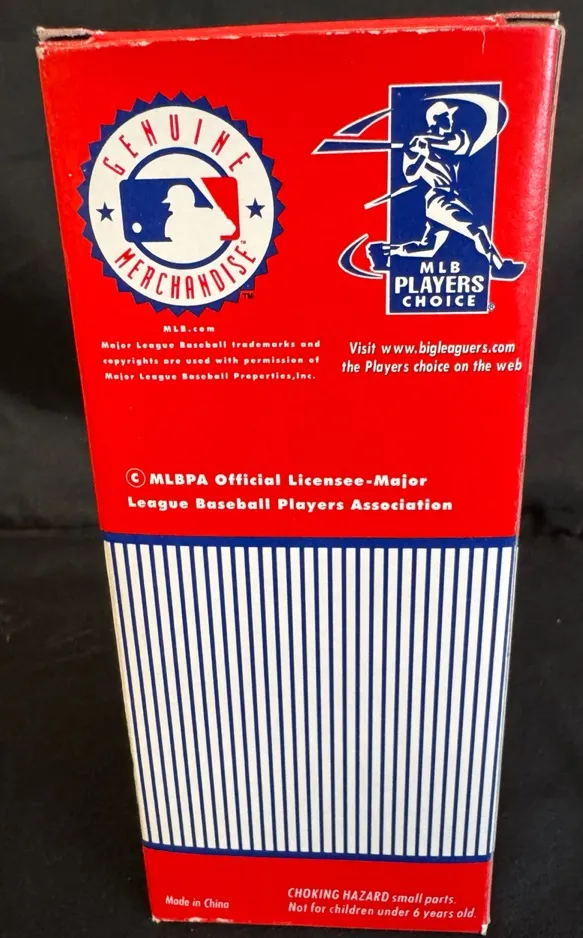 GENUINE
MERCHANDISE™
TM
MLB
PLAYERS
CHOICE®
MLB.com
Major League Baseball trademarks and
copyrights are used with permission of
Major League Baseball Properties,Inc.
Visit www.bigleaguers.com
the Players choice on the web
© MLBPA Official Licensee-Major
League Baseball Players Association
Made in China
CHOKING HAZARD small parts.
Not for children under 6 years old.